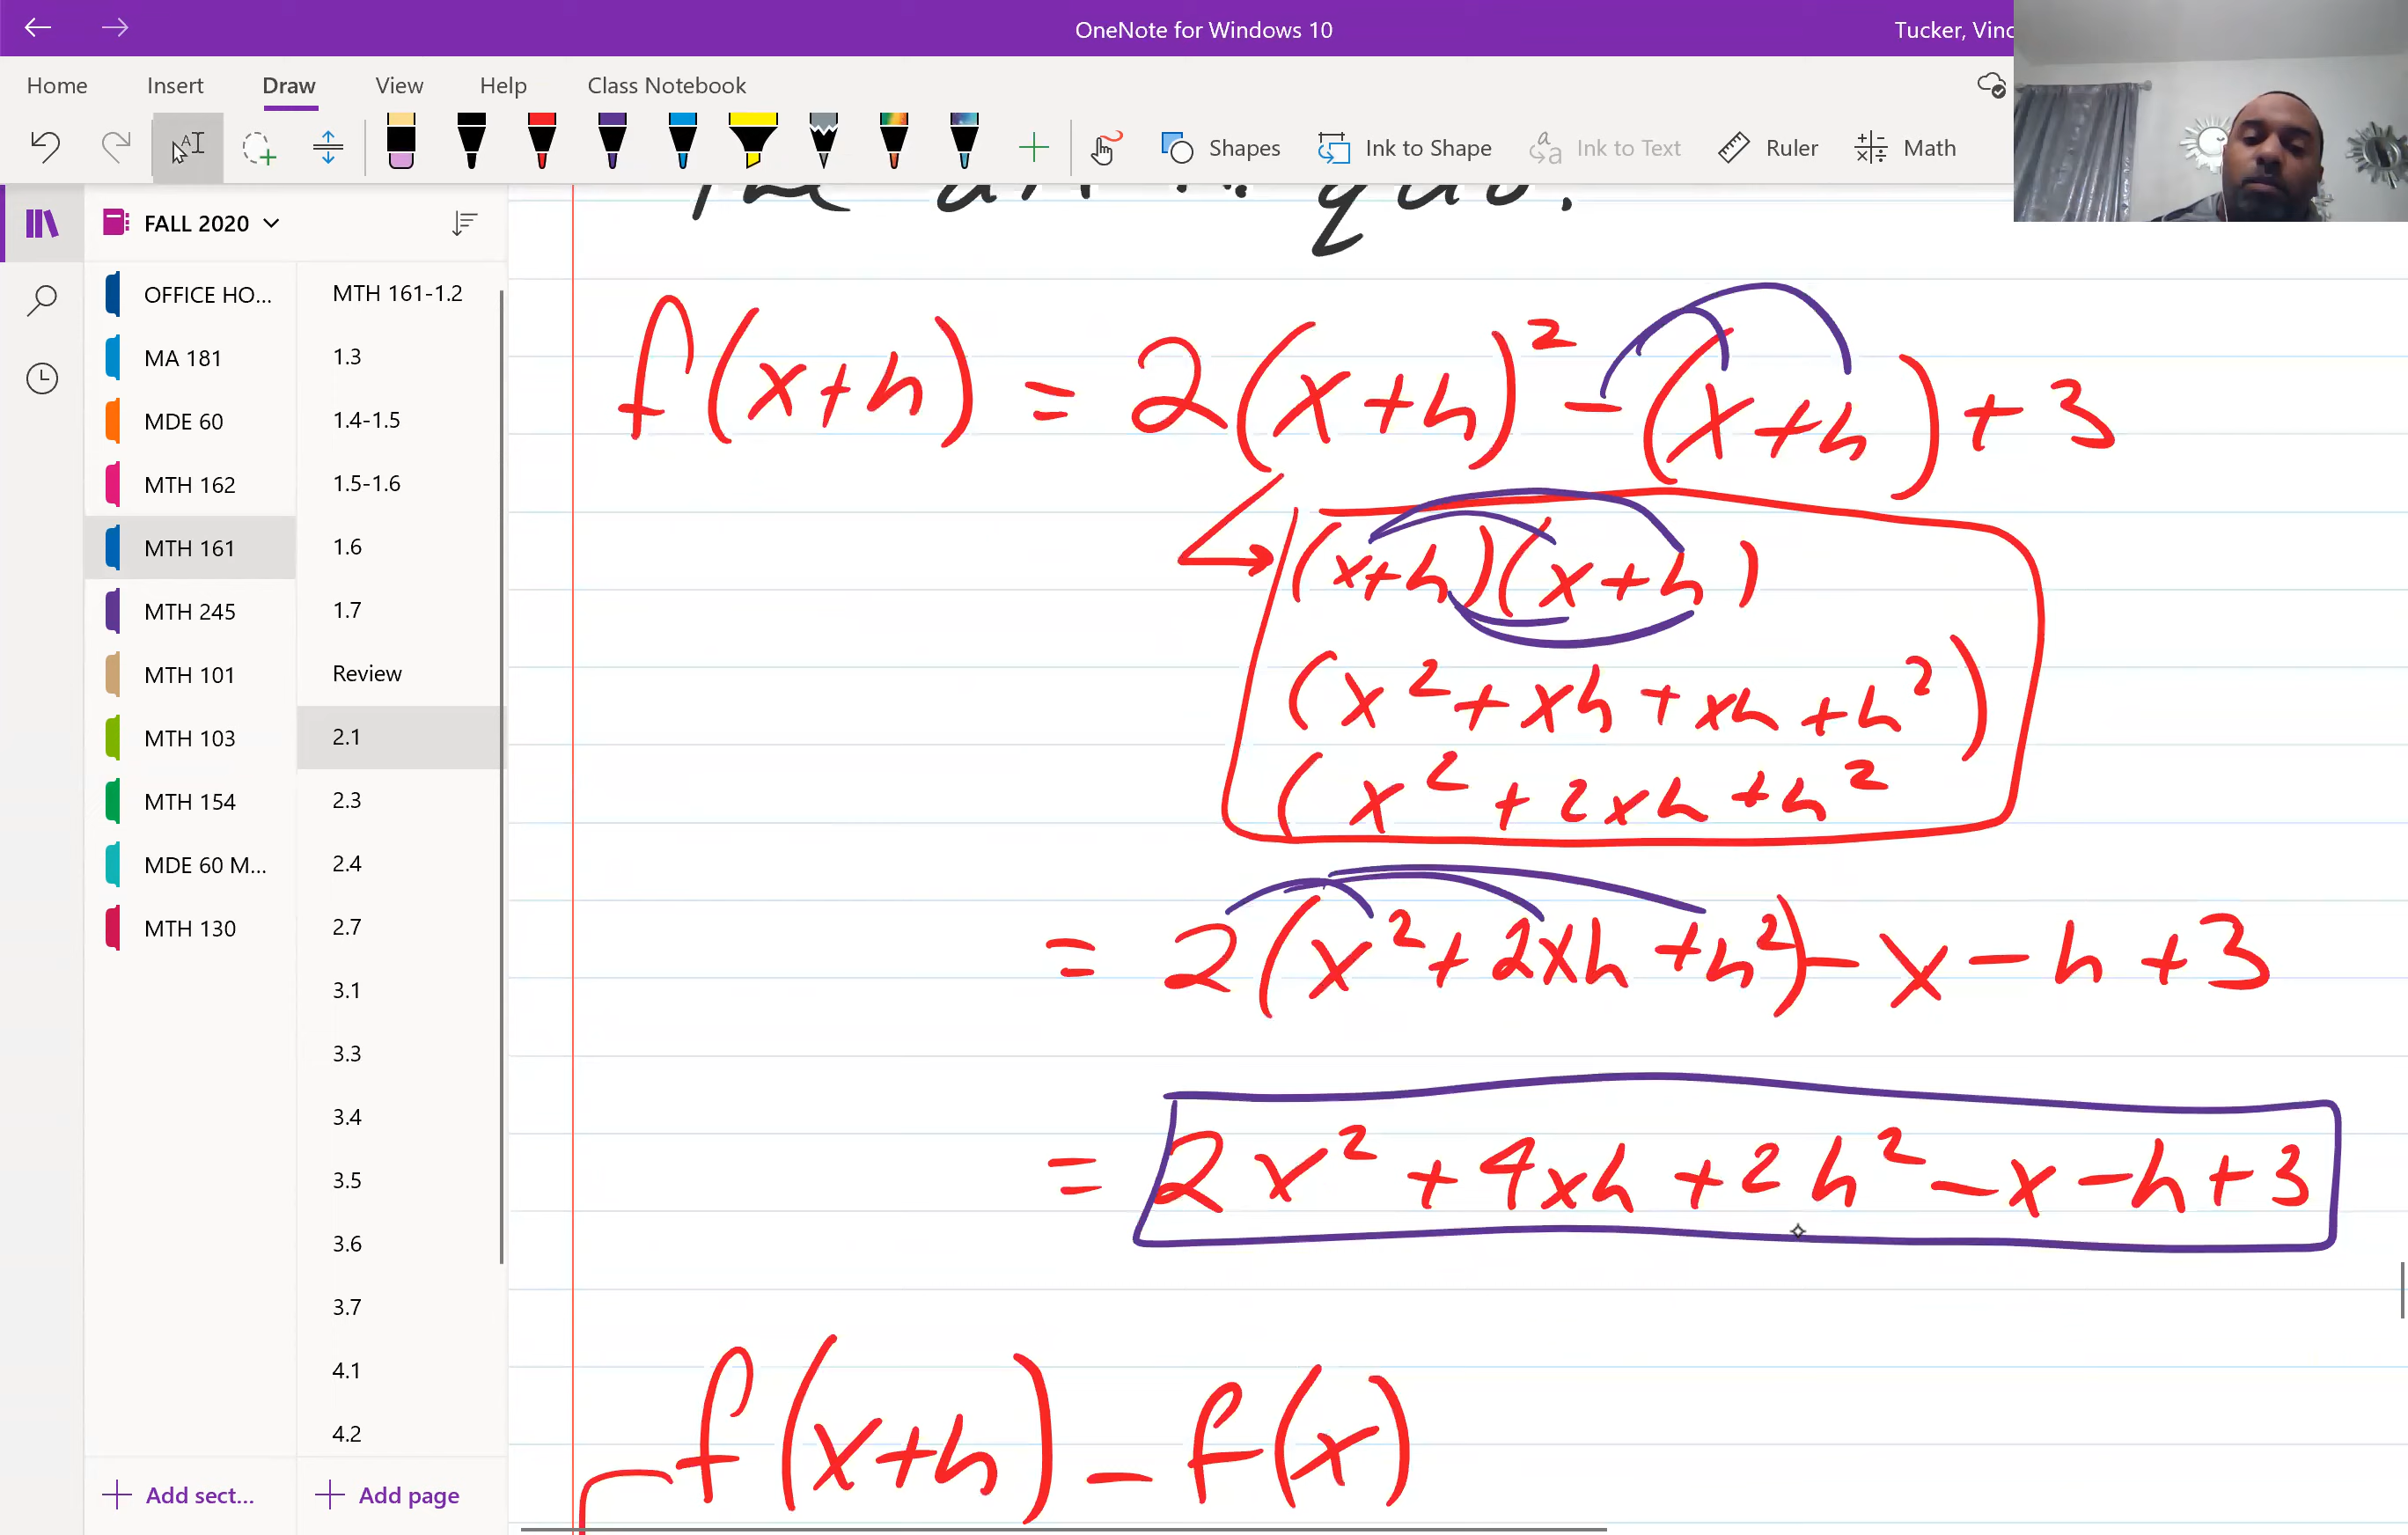 OneNote for Windows 10
Tucker, Vinc
Home Insert Draw View Help Class Notebook
Shapes Ink to Shape Ink to Text Ruler Math
FALL 2020
OFFICE HO...
MA 181
MDE 60
MTH 162
MTH 161
MTH 245
MTH 101
MTH 103
MTH 154
MDE 60 M...
MTH 130
Add sect...
MTH 161-1.2
1.3
1.4-1.5
1.5-1.6
1.6
1.7
Review
2.1
2.3
2.4
2.7
3.1
3.3
3.4
3.5
3.6
3.7
4.1
4.2
Add page
The quo.
f(x+h) = 2(x+h)² -(x+h)+3
(x+h)(x+h)
(x²+xh+xh+h²)
(x²+2xh+h²
= 2(x²+2xh+h²)-x-h+3
= 2x²+4xh+2h²-x-h+3
f(x+h)-f(x)